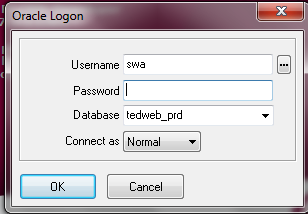 Oracle Logon
Username swa ...
Password
Database tedweb_prd
Connect as Normal
OK Cancel